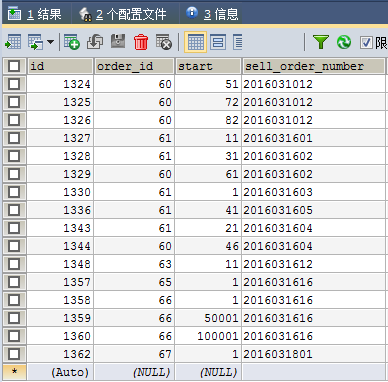 1 结果 2 个配置文件 3 信息
限
id order_id start sell_order_number
1324 60 51 2016031012
1325 60 72 2016031012
1326 60 82 2016031012
1327 61 11 2016031601
1328 61 31 2016031602
1329 60 61 2016031602
1330 61 1 2016031603
1336 61 41 2016031605
1343 61 21 2016031604
1344 60 46 2016031604
1348 63 11 2016031612
1357 65 1 2016031616
1358 66 1 2016031616
1359 66 50001 2016031616
1360 66 100001 2016031616
1362 67 1 2016031801
* (Auto) (NULL) (NULL)